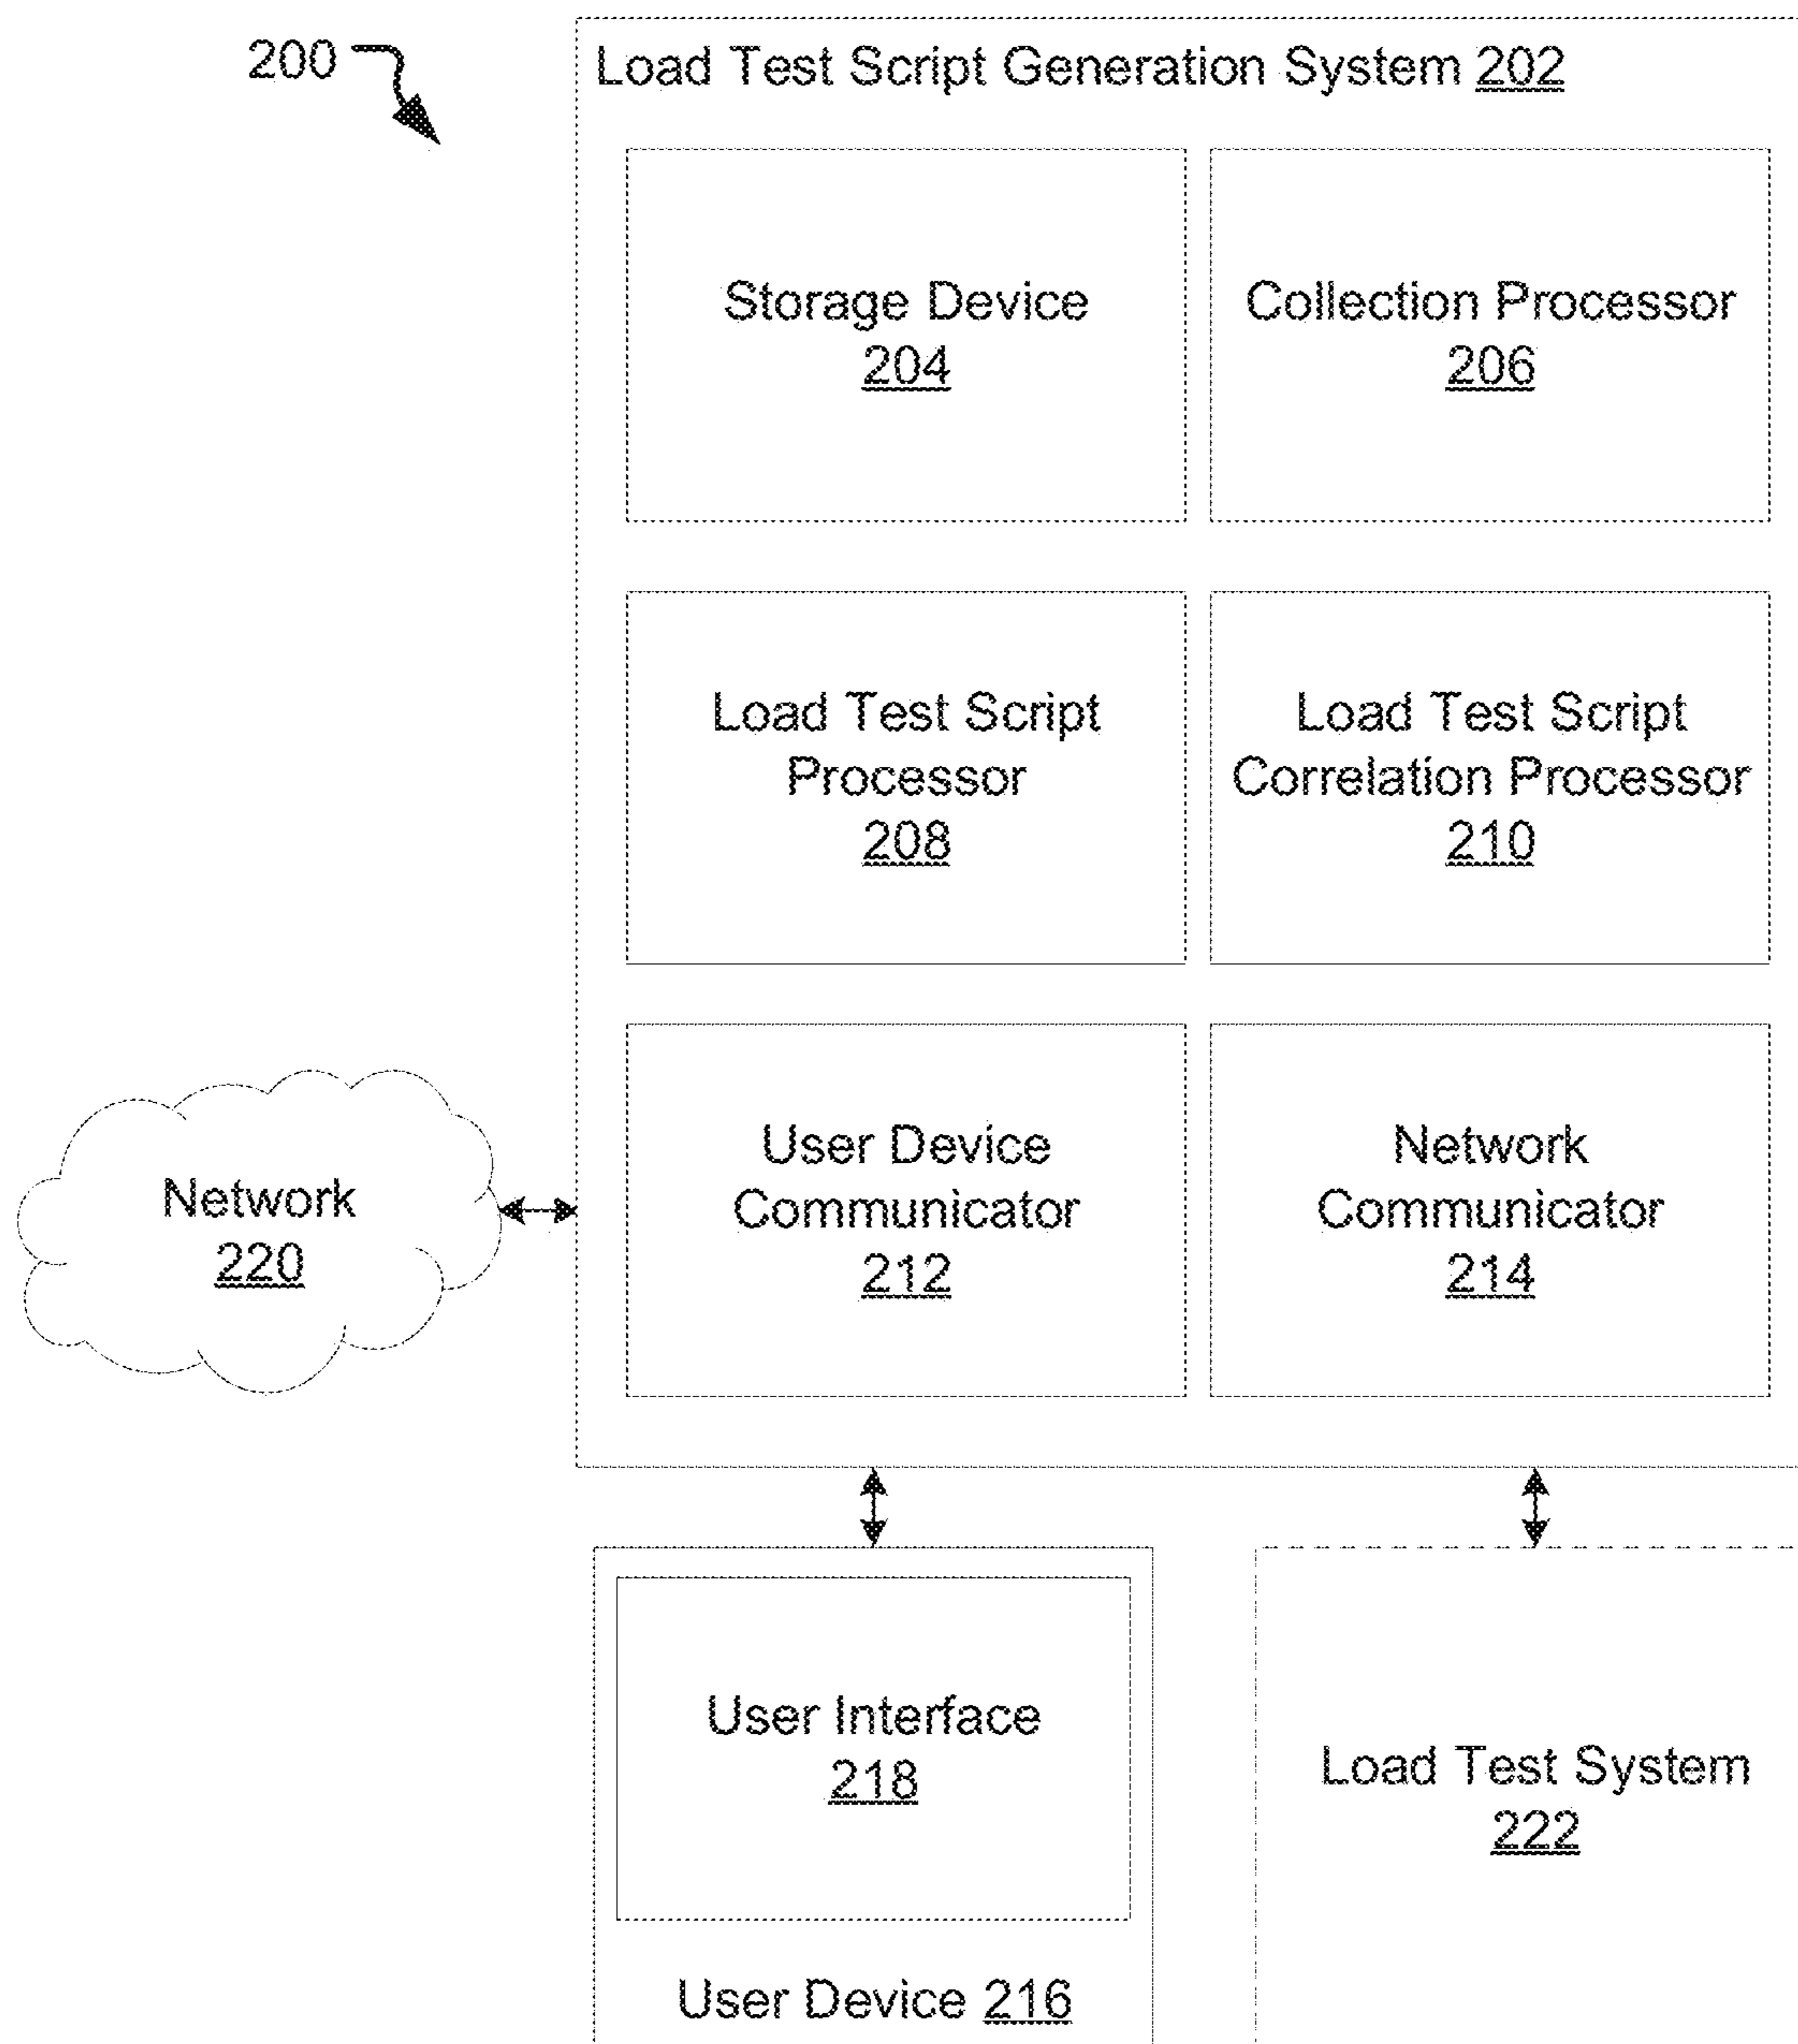 200
Load Test Script Generation System 202
Storage Device
204
Collection Processor
206
Load Test Script
Processor
208
Load Test Script
Correlation Processor
210
User Device
Communicator
212
Network
Communicator
214
Network
220
User Interface
218
User Device 216
Load Test System
222